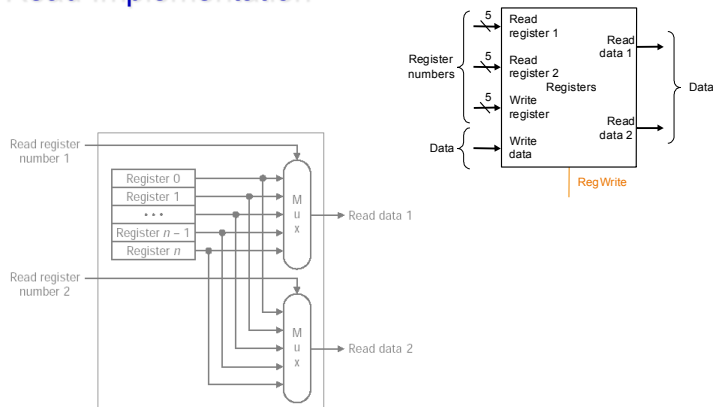 Read Implementation
5
Read
register 1
Read
data 1
Register
numbers
5
Read
register 2
Registers
Data
5
Write
register
Read
data 2
Data
Write
data
RegWrite
Read register
number 1
Register 0
Register 1
...
Register n – 1
Register n
M
u
x
Read data 1
Read register
number 2
M
u
x
Read data 2